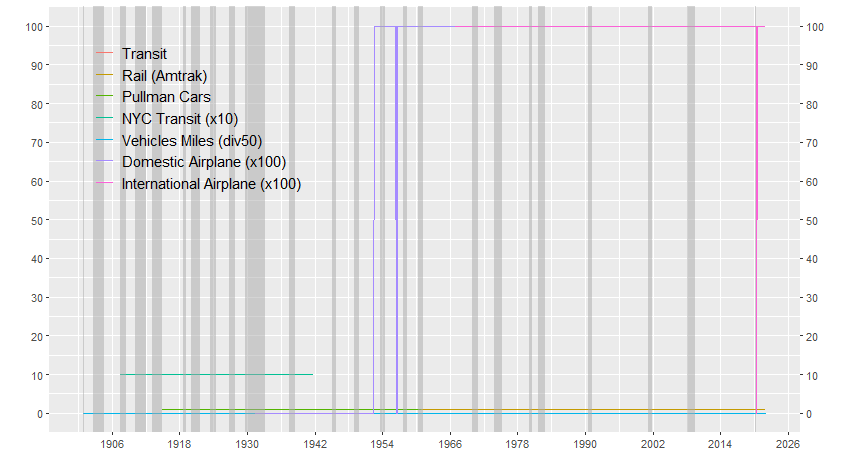 100
90
80
70
60
50
40
30
20
10
0
Transit
Rail (Amtrak)
Pullman Cars
NYC Transit (x10)
Vehicles Miles (div50)
Domestic Airplane (x100)
International Airplane (x100)
100
90
80
70
60
50
40
30
20
10
0
1906 1918 1930 1942 1954 1966 1978 1990 2002 2014 2026